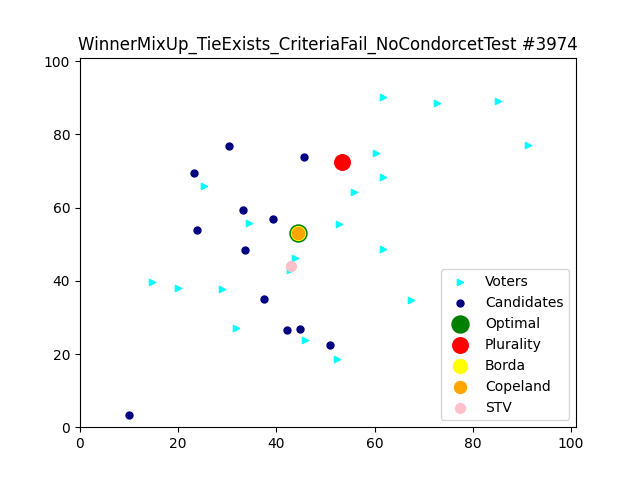 WinnerMixUp_TieExists_CriteriaFail_NoCondorcetTest #3974
100
80
60
40
20
0
0 20 40 60 80 100
Voters
Candidates
Optimal
Plurality
Borda
Copeland
STV